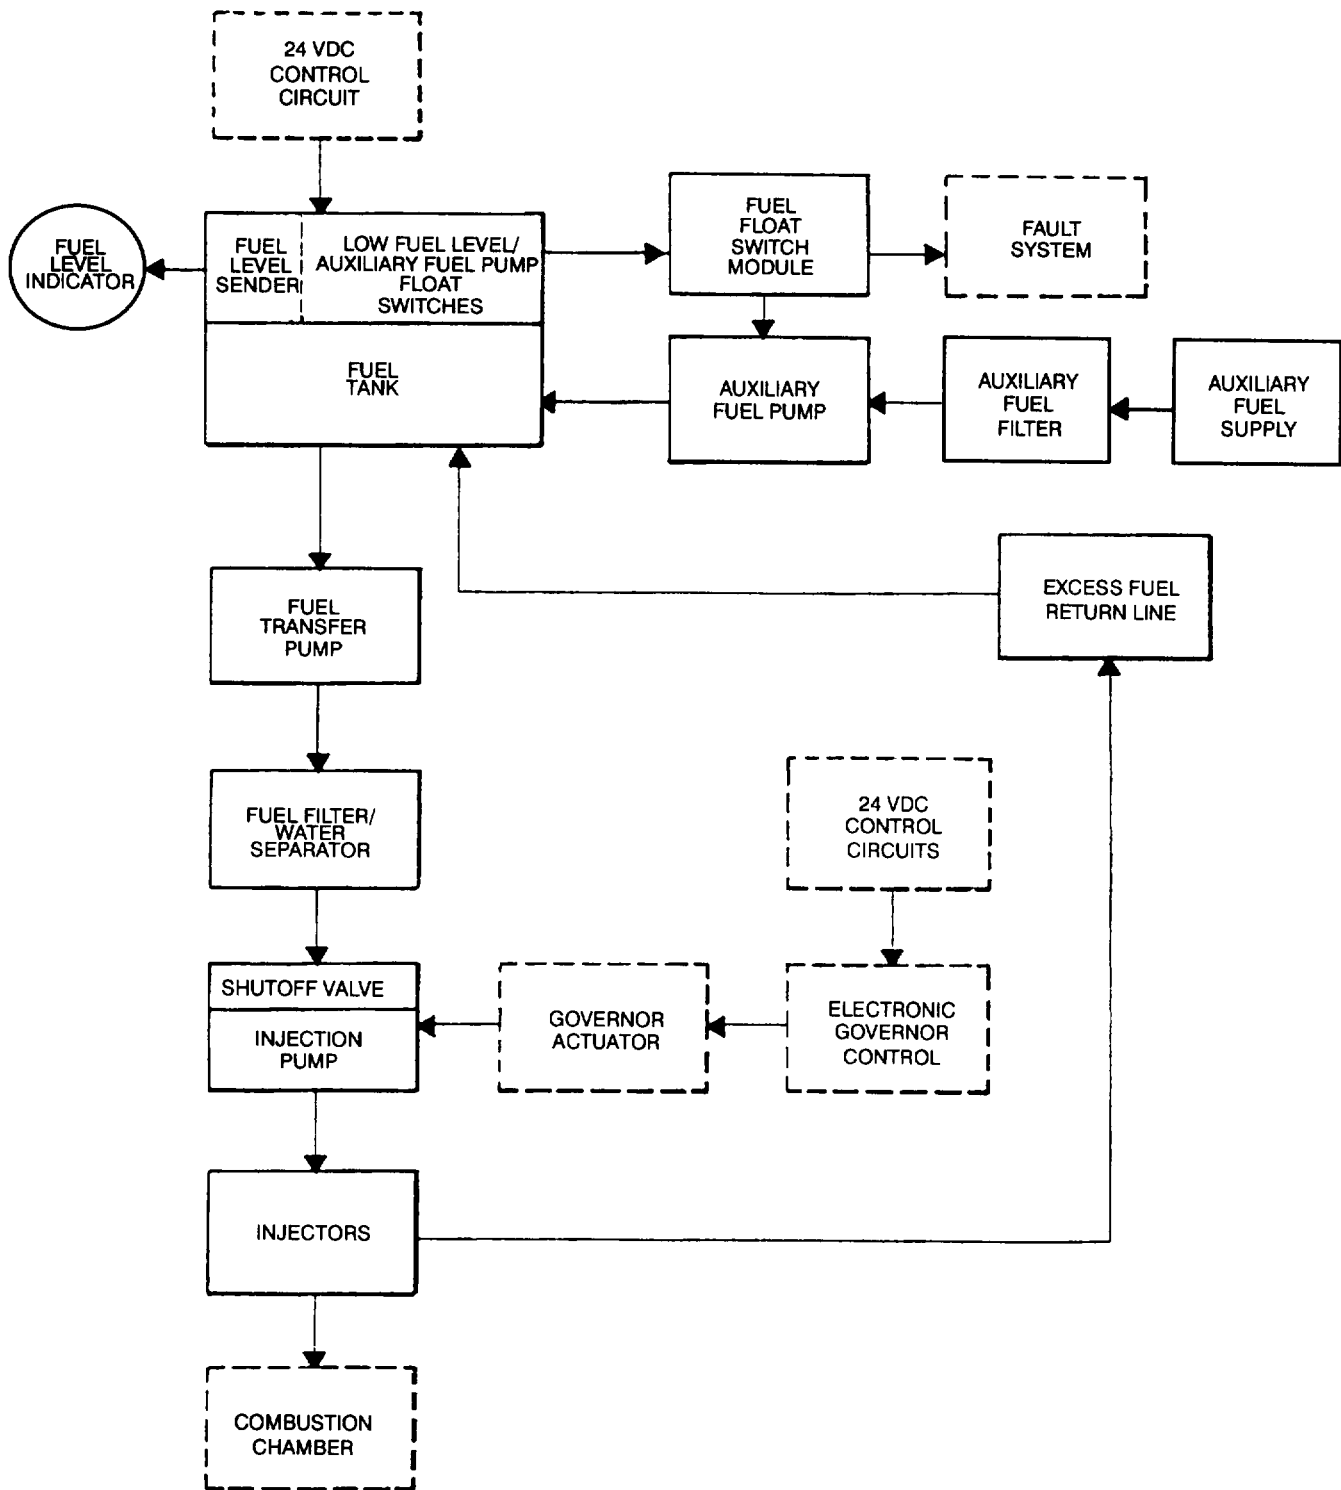 24 VDC
CONTROL
CIRCUIT
FUEL
LEVEL
INDICATOR
FUEL
LEVEL
SENDER
LOW FUEL LEVEL/
AUXILIARY FUEL PUMP
FLOAT
SWITCHES
FUEL
FLOAT
SWITCH
MODULE
FAULT
SYSTEM
FUEL
TANK
AUXILIARY
FUEL PUMP
AUXILIARY
FUEL
FILTER
AUXILIARY
FUEL
SUPPLY
EXCESS FUEL
RETURN LINE
FUEL
TRANSFER
PUMP
FUEL FILTER/
WATER
SEPARATOR
24 VDC
CONTROL
CIRCUITS
SHUTOFF VALVE
INJECTION
PUMP
GOVERNOR
ACTUATOR
ELECTRONIC
GOVERNOR
CONTROL
INJECTORS
COMBUSTION
CHAMBER